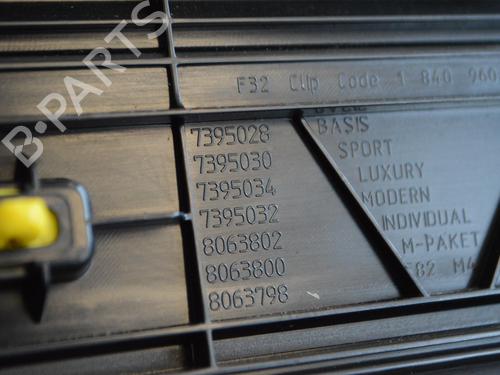 F32 Clip Code 1 840 960
7395028
7395030
7395034
7395032
8063802
8063800
8063798
BASIS
SPORT
LUXURY
MODERN
INDIVIDUAL
M-PAKET
F82 M4
B-PARTS